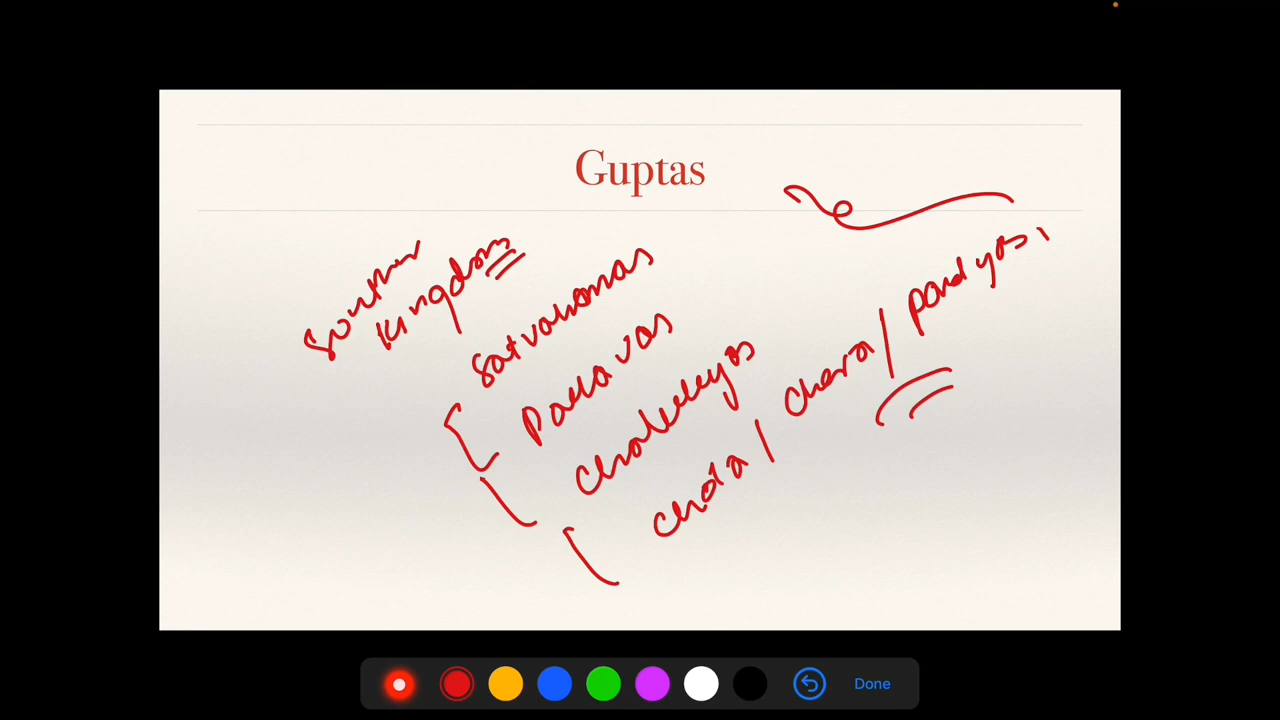 Guptas
Southern
Kingdoms
Satvahanas
Pallavas
Chalukyas
Chola / Chera / Pandyas,
Done